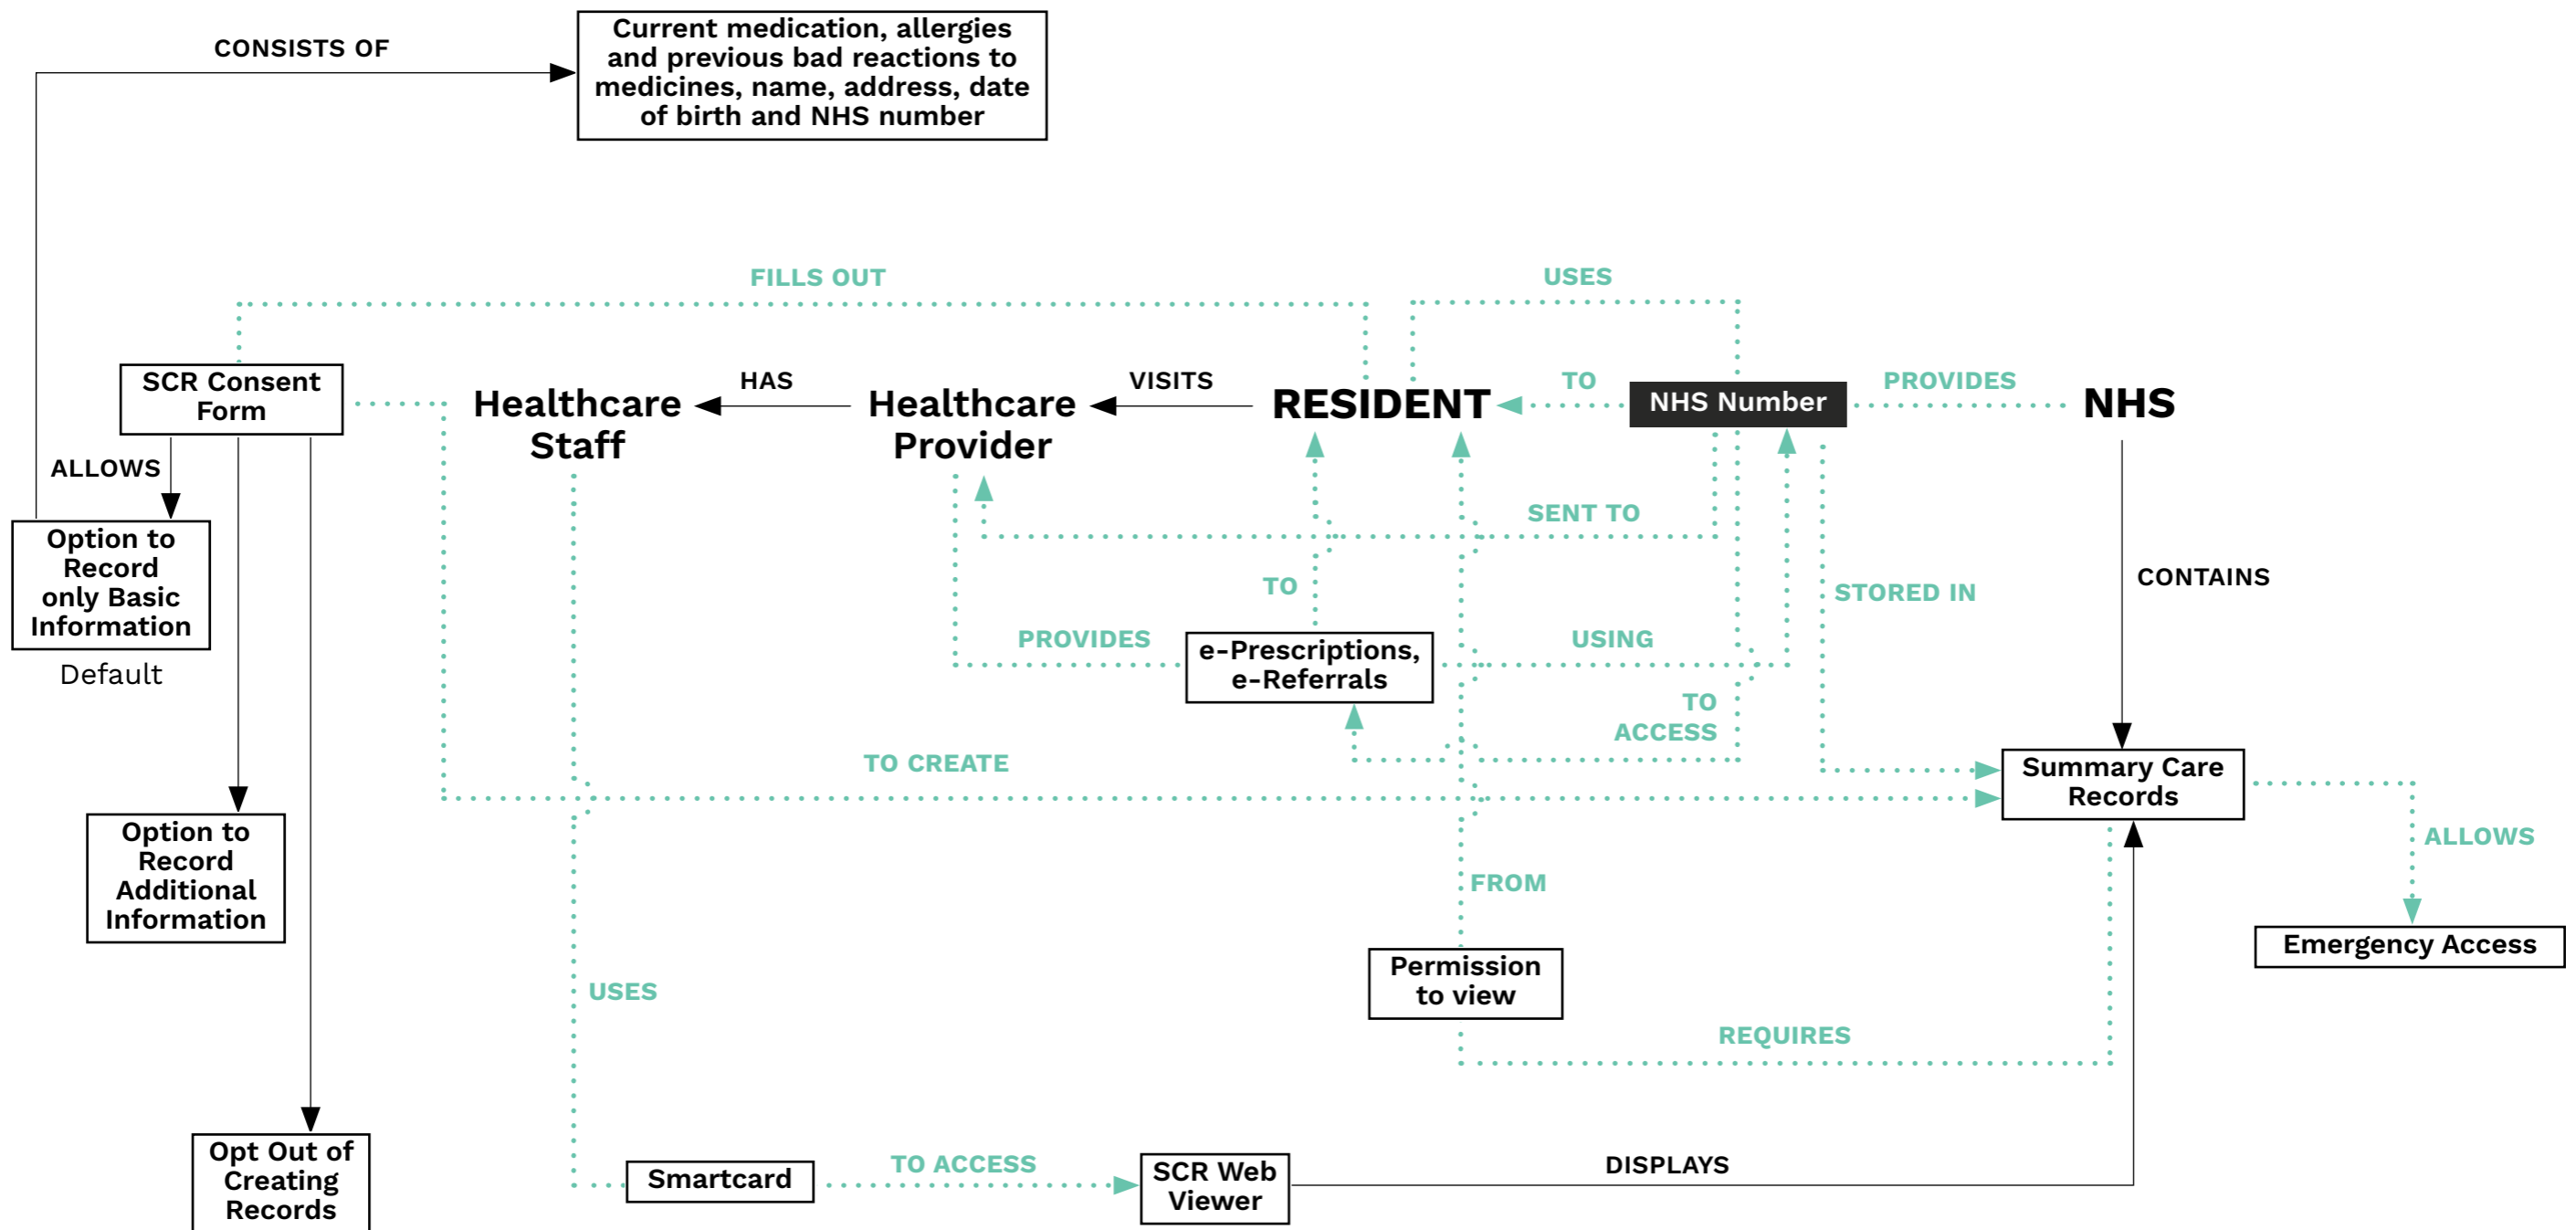 CONSISTS OF
Current medication, allergies
and previous bad reactions to
medicines, name, address, date
of birth and NHS number
FILLS OUT
USES
SCR Consent
Form
Healthcare
Staff
HAS
Healthcare
Provider
VISITS
RESIDENT
TO
NHS Number
PROVIDES
NHS
ALLOWS
Option to
Record
only Basic
Information
Default
SENT TO
TO
STORED IN
CONTAINS
PROVIDES
e-Prescriptions,
e-Referrals
USING
TO
ACCESS
TO CREATE
Summary Care
Records
ALLOWS
Option to
Record
Additional
Information
FROM
Emergency Access
Permission
to view
USES
REQUIRES
Opt Out of
Creating
Records
Smartcard
TO ACCESS
SCR Web
Viewer
DISPLAYS